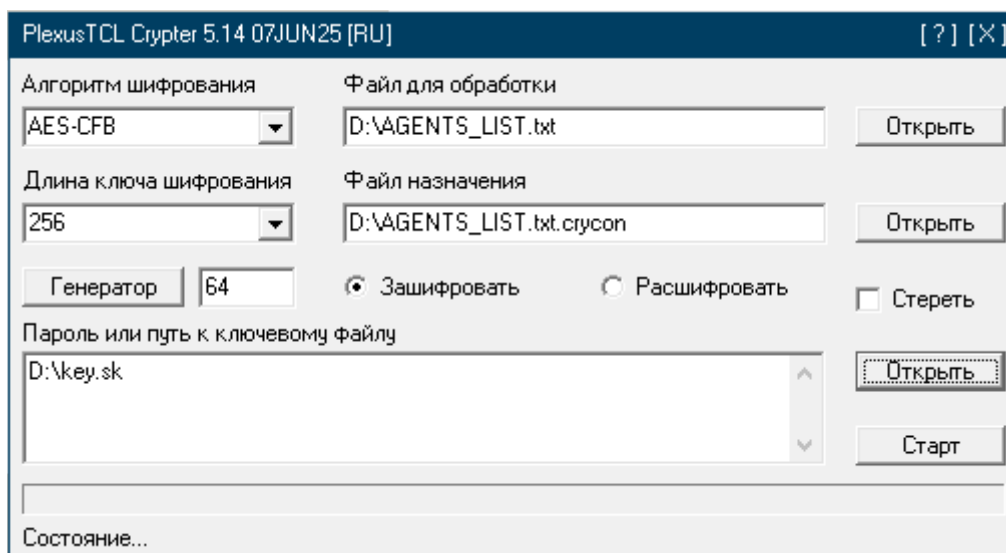 PlexusTCL Crypter 5.14 07JUN25 [RU] [ ? ] [ X ]
Алгоритм шифрования Файл для обработки
AES-CFB D:\AGENTS_LIST.txt Открыть
Длина ключа шифрования Файл назначения
256 D:\AGENTS_LIST.txt.crycon Открыть
Генератор 64 Зашифровать Расшифровать Стереть
Пароль или путь к ключевому файлу
D:\key.sk Открыть
Старт
Состояние...